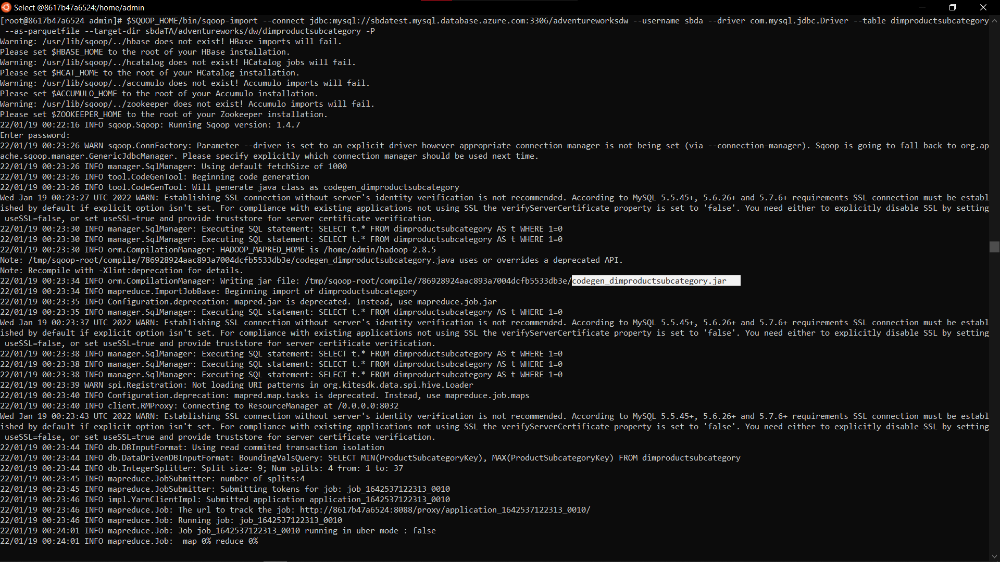 Select @8617b47a6524:/home/admin
[root@8617b47a6524 admin]# $SQOOP_HOME/bin/sqoop-import --connect jdbc:mysql://sbdatest.mysql.database.azure.com:3306/adventureworksdw --username sbda --driver com.mysql.jdbc.Driver --table dimproductsubcategory
 --as-parquetfile --target-dir sbdaTA/adventureworks/dw/dimproductsubcategory -P
Warning: /usr/lib/sqoop/../hbase does not exist! HBase imports will fail.
Please set $HBASE_HOME to the root of your HBase installation.
Warning: /usr/lib/sqoop/../hcatalog does not exist! HCatalog jobs will fail.
Please set $HCAT_HOME to the root of your HCatalog installation.
Warning: /usr/lib/sqoop/../accumulo does not exist! Accumulo imports will fail.
Please set $ACCUMULO_HOME to the root of your Accumulo installation.
Warning: /usr/lib/sqoop/../zookeeper does not exist! Accumulo imports will fail.
Please set $ZOOKEEPER_HOME to the root of your Zookeeper installation.
22/01/19 00:22:16 INFO sqoop.Sqoop: Running Sqoop version: 1.4.7
Enter password:
22/01/19 00:23:26 WARN sqoop.ConnFactory: Parameter --driver is set to an explicit driver however appropriate connection manager is not being set (via --connection-manager). Sqoop is going to fall back to org.ap
ache.sqoop.manager.GenericJdbcManager. Please specify explicitly which connection manager should be used next time.
22/01/19 00:23:26 INFO manager.SqlManager: Using default fetchSize of 1000
22/01/19 00:23:26 INFO tool.CodeGenTool: Beginning code generation
22/01/19 00:23:26 INFO tool.CodeGenTool: Will generate java class as codegen_dimproductsubcategory
Wed Jan 19 00:23:27 UTC 2022 WARN: Establishing SSL connection without server's identity verification is not recommended. According to MySQL 5.5.45+, 5.6.26+ and 5.7.6+ requirements SSL connection must be establ
ished by default if explicit option isn't set. For compliance with existing applications not using SSL the verifyServerCertificate property is set to 'false'. You need either to explicitly disable SSL by setting
 useSSL=false, or set useSSL=true and provide truststore for server certificate verification.
22/01/19 00:23:30 INFO manager.SqlManager: Executing SQL statement: SELECT t.* FROM dimproductsubcategory AS t WHERE 1=0
22/01/19 00:23:30 INFO manager.SqlManager: Executing SQL statement: SELECT t.* FROM dimproductsubcategory AS t WHERE 1=0
22/01/19 00:23:30 INFO orm.CompilationManager: HADOOP_MAPRED_HOME is /home/admin/hadoop-2.8.5
Note: /tmp/sqoop-root/compile/786928924aac893a7004dcfb5533db3e/codegen_dimproductsubcategory.java uses or overrides a deprecated API.
Note: Recompile with -Xlint:deprecation for details.
22/01/19 00:23:34 INFO orm.CompilationManager: Writing jar file: /tmp/sqoop-root/compile/786928924aac893a7004dcfb5533db3e/codegen_dimproductsubcategory.jar
22/01/19 00:23:34 INFO mapreduce.ImportJobBase: Beginning import of dimproductsubcategory
22/01/19 00:23:35 INFO Configuration.deprecation: mapred.jar is deprecated. Instead, use mapreduce.job.jar
22/01/19 00:23:35 INFO manager.SqlManager: Executing SQL statement: SELECT t.* FROM dimproductsubcategory AS t WHERE 1=0
Wed Jan 19 00:23:37 UTC 2022 WARN: Establishing SSL connection without server's identity verification is not recommended. According to MySQL 5.5.45+, 5.6.26+ and 5.7.6+ requirements SSL connection must be establ
ished by default if explicit option isn't set. For compliance with existing applications not using SSL the verifyServerCertificate property is set to 'false'. You need either to explicitly disable SSL by setting
 useSSL=false, or set useSSL=true and provide truststore for server certificate verification.
22/01/19 00:23:38 INFO manager.SqlManager: Executing SQL statement: SELECT t.* FROM dimproductsubcategory AS t WHERE 1=0
22/01/19 00:23:38 INFO manager.SqlManager: Executing SQL statement: SELECT t.* FROM dimproductsubcategory AS t WHERE 1=0
22/01/19 00:23:38 INFO manager.SqlManager: Executing SQL statement: SELECT t.* FROM dimproductsubcategory AS t WHERE 1=0
22/01/19 00:23:39 WARN spi.Registration: Not loading URI patterns in org.kitesdk.data.spi.hive.Loader
22/01/19 00:23:40 INFO Configuration.deprecation: mapred.map.tasks is deprecated. Instead, use mapreduce.job.maps
22/01/19 00:23:40 INFO client.RMProxy: Connecting to ResourceManager at /0.0.0.0:8032
Wed Jan 19 00:23:43 UTC 2022 WARN: Establishing SSL connection without server's identity verification is not recommended. According to MySQL 5.5.45+, 5.6.26+ and 5.7.6+ requirements SSL connection must be establ
ished by default if explicit option isn't set. For compliance with existing applications not using SSL the verifyServerCertificate property is set to 'false'. You need either to explicitly disable SSL by setting
 useSSL=false, or set useSSL=true and provide truststore for server certificate verification.
22/01/19 00:23:44 INFO db.DBInputFormat: Using read commited transaction isolation
22/01/19 00:23:44 INFO db.DataDrivenDBInputFormat: BoundingValsQuery: SELECT MIN(ProductSubcategoryKey), MAX(ProductSubcategoryKey) FROM dimproductsubcategory
22/01/19 00:23:44 INFO db.IntegerSplitter: Split size: 9; Num splits: 4 from: 1 to: 37
22/01/19 00:23:45 INFO mapreduce.JobSubmitter: number of splits:4
22/01/19 00:23:45 INFO mapreduce.JobSubmitter: Submitting tokens for job: job_1642537122313_0010
22/01/19 00:23:46 INFO impl.YarnClientImpl: Submitted application application_1642537122313_0010
22/01/19 00:23:46 INFO mapreduce.Job: The url to track the job: http://8617b47a6524:8088/proxy/application_1642537122313_0010/
22/01/19 00:23:46 INFO mapreduce.Job: Running job: job_1642537122313_0010
22/01/19 00:24:01 INFO mapreduce.Job: Job job_1642537122313_0010 running in uber mode : false
22/01/19 00:24:01 INFO mapreduce.Job:  map 0% reduce 0%